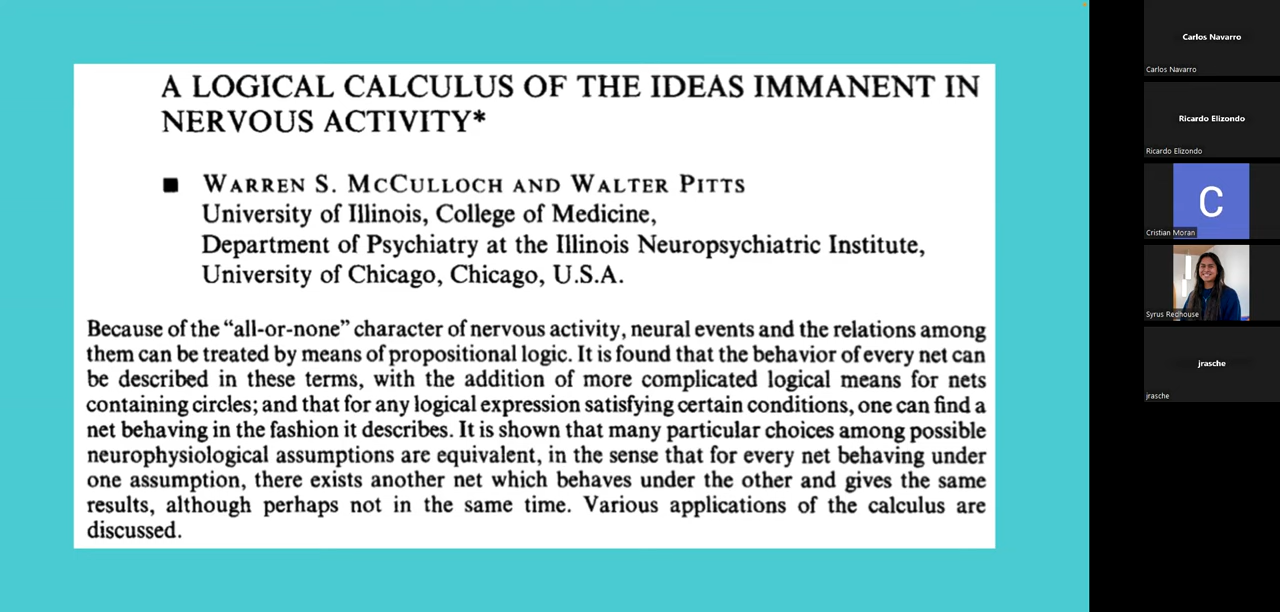 A LOGICAL CALCULUS OF THE IDEAS IMMANENT IN
NERVOUS ACTIVITY*
■ WARREN S. MCCULLOCH AND WALTER PITTS
University of Illinois, College of Medicine,
Department of Psychiatry at the Illinois Neuropsychiatric Institute,
University of Chicago, Chicago, U.S.A.
Because of the “all-or-none” character of nervous activity, neural events and the relations among
them can be treated by means of propositional logic. It is found that the behavior of every net can
be described in these terms, with the addition of more complicated logical means for nets
containing circles; and that for any logical expression satisfying certain conditions, one can find a
net behaving in the fashion it describes. It is shown that many particular choices among possible
neurophysiological assumptions are equivalent, in the sense that for every net behaving under
one assumption, there exists another net which behaves under the other and gives the same
results, although perhaps not in the same time. Various applications of the calculus are
discussed.
Carlos Navarro
Carlos Navarro
Ricardo Elizondo
Ricardo Elizondo
C
Cristian Moran
Syrus Redhouse
jrasche
jrasche